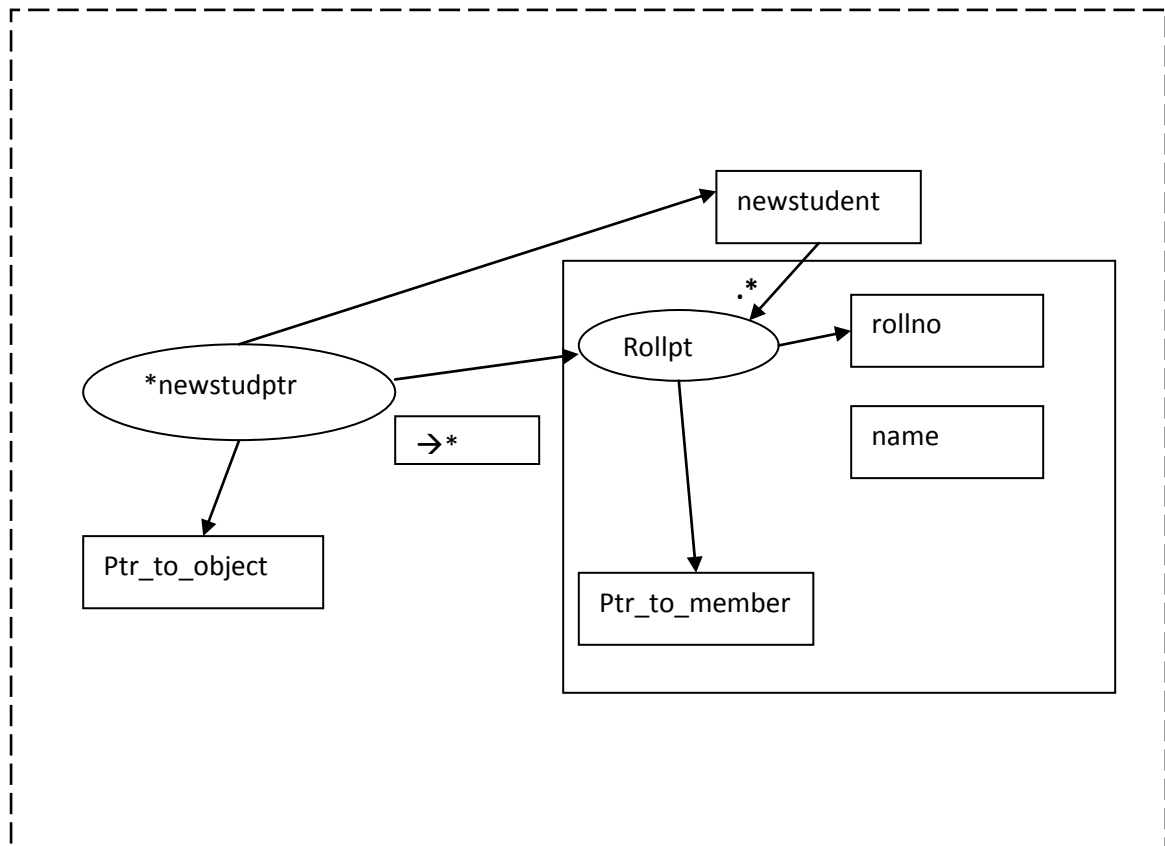 newstudent
.*
rollno
Rollpt
*newstudptr
→*
name
Ptr_to_object
Ptr_to_member